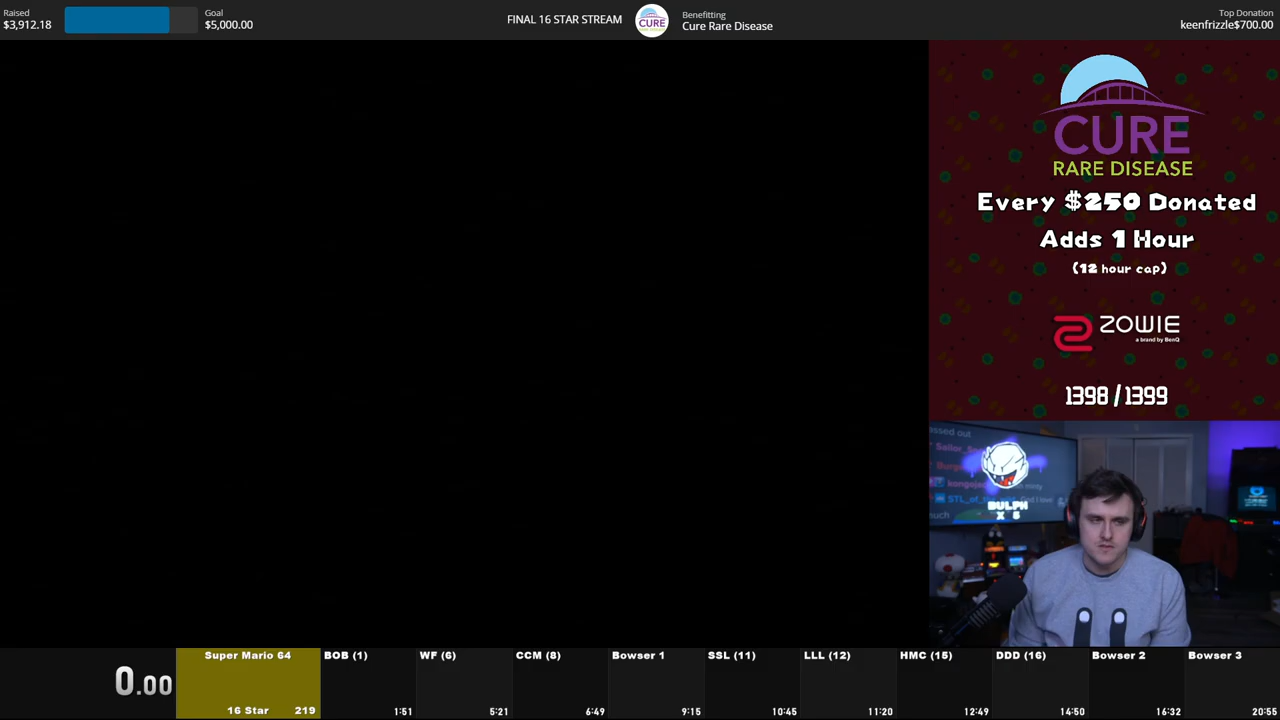 Raised
$3,912.18
Goal
$5,000.00
FINAL 16 STAR STREAM
CURE
Benefitting
Cure Rare Disease
Top Donation
keenfrizzle$700.00
CURE
RARE DISEASE
Every $250 Donated
Adds 1 Hour
(12 hour cap)
ZOWIE
a brand by BenQ
1398 / 1399
BULPH
X 5
0.00
Super Mario 64
16 Star 219
BOB (1)
1:51
WF (6)
5:21
CCM (8)
6:49
Bowser 1
9:15
SSL (11)
10:45
LLL (12)
11:20
HMC (15)
12:49
DDD (16)
14:50
Bowser 2
16:32
Bowser 3
20:55